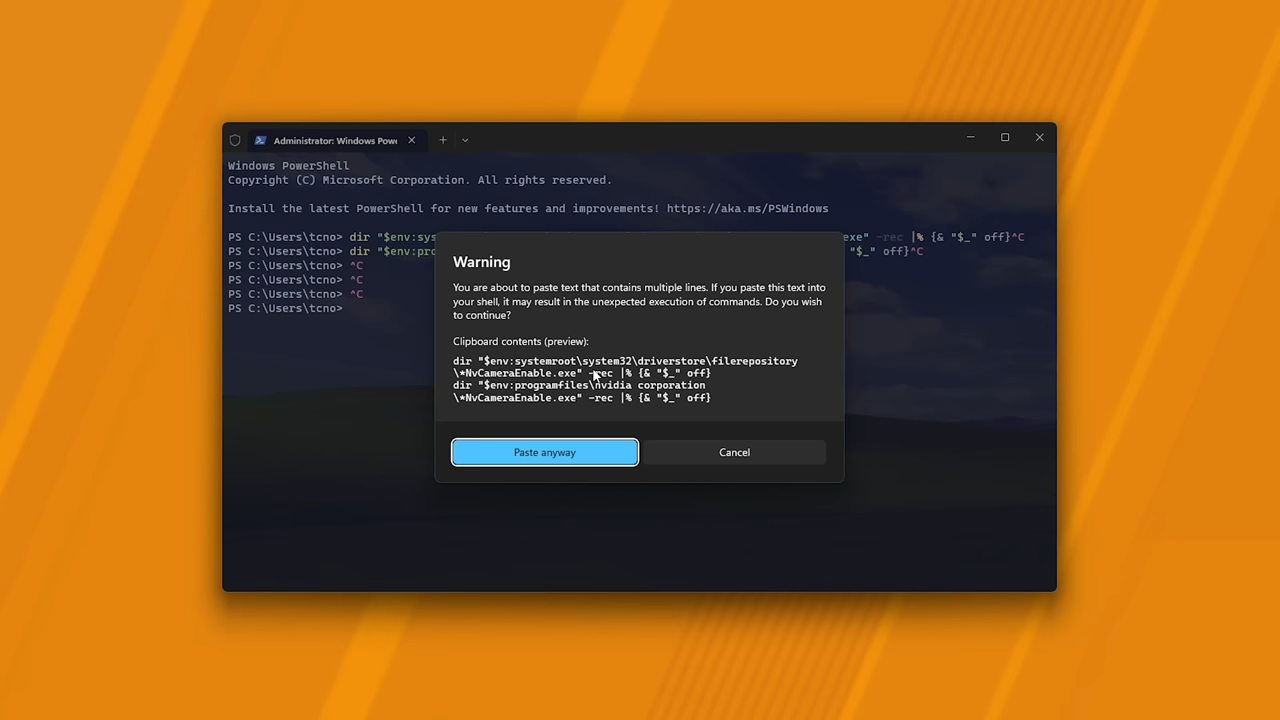 Administrator: Windows Powe
Windows PowerShell
Copyright (C) Microsoft Corporation. All rights reserved.
Install the latest PowerShell for new features and improvements! https://aka.ms/PSWindows
PS C:\Users\tcno> dir "$env:sys exe" -rec |% {& "$_" off}^C
PS C:\Users\tcno> dir "$env:pro "$_" off}^C
PS C:\Users\tcno> ^C
PS C:\Users\tcno> ^C
PS C:\Users\tcno> ^C
PS C:\Users\tcno>
Warning
You are about to paste text that contains multiple lines. If you paste this text into
your shell, it may result in the unexpected execution of commands. Do you wish
to continue?
Clipboard contents (preview):
dir "$env:systemroot\system32\driverstore\filerepository
\*NvCameraEnable.exe" -rec |% {& "$_" off}
dir "$env:programfiles\nvidia corporation
\*NvCameraEnable.exe" -rec |% {& "$_" off}
Paste anyway
Cancel